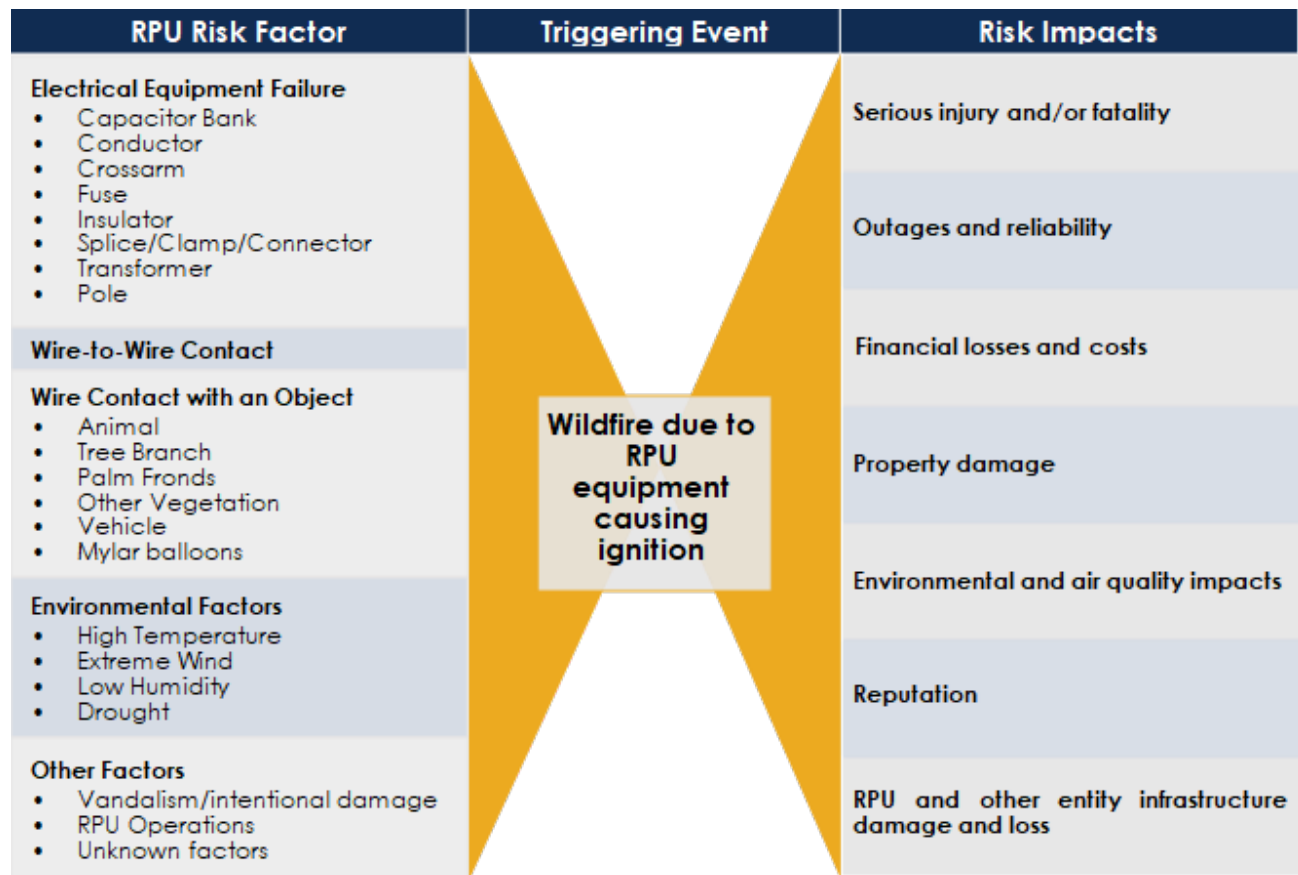 RPU Risk Factor
Triggering Event
Risk Impacts
Electrical Equipment Failure
• Capacitor Bank
• Conductor
• Crossarm
• Fuse
• Insulator
• Splice/Clamp/Connector
• Transformer
• Pole
Wire-to-Wire Contact
Wire Contact with an Object
• Animal
• Tree Branch
• Palm Fronds
• Other Vegetation
• Vehicle
• Mylar balloons
Environmental Factors
• High Temperature
• Extreme Wind
• Low Humidity
• Drought
Other Factors
• Vandalism/intentional damage
• RPU Operations
• Unknown factors
Wildfire due to
RPU
equipment
causing
ignition
Serious injury and/or fatality
Outages and reliability
Financial losses and costs
Property damage
Environmental and air quality impacts
Reputation
RPU and other entity infrastructure
damage and loss